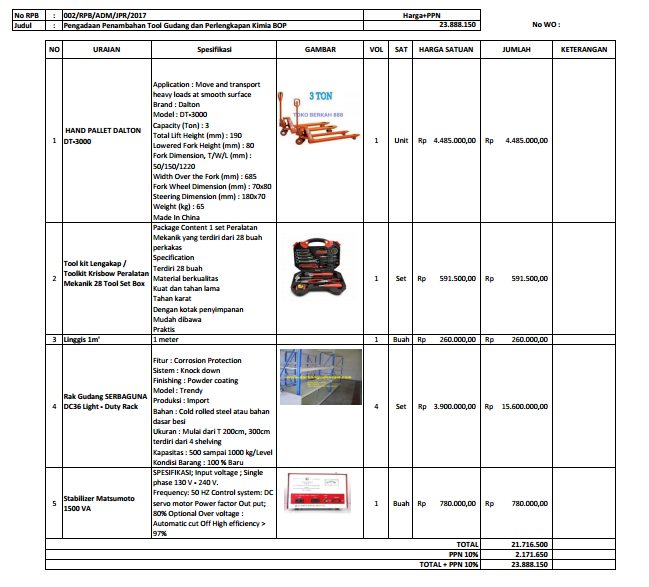 No RPB : 002/RPB/ADM/JPR/2017 Harga+PPN
Judul : Pengadaan Penambahan Tool Gudang dan Perlengkapan Kimia BOP 23.888.150 No WO :
NO URAIAN Spesifikasi GAMBAR VOL SAT HARGA SATUAN JUMLAH KETERANGAN
1 HAND PALLET DALTON DT-3000
Application : Move and transport
heavy loads at smooth surface
Brand : Dalton
Model : DT-3000
Capacity (Ton) : 3
Total Lift Height (mm) : 190
Lowered Fork Height (mm) : 80
Fork Dimension, T/W/L (mm) :
50/150/1220
Width Over the Fork (mm) : 685
Fork Wheel Dimension (mm) : 70x80
Steering Dimension (mm) : 180x70
Weight (kg) : 65
Made In China
3 TON
TOKO BERKAH 888
1 Unit Rp 4.485.000,00 Rp 4.485.000,00
2 Tool kit Lengakap /
Toolkit Krisbow Peralatan
Mekanik 28 Tool Set Box
Package Content 1 set Peralatan
Mekanik yang terdiri dari 28 buah
perkakas
Specification
Terdiri 28 buah
Material berkualitas
Kuat dan tahan lama
Tahan karat
Dengan kotak penyimpanan
Mudah dibawa
Praktis
1 Set Rp 591.500,00 Rp 591.500,00
3 Linggis 1m' 1 meter 1 Buah Rp 260.000,00 Rp 260.000,00
4 Rak Gudang SERBAGUNA
DC36 Light - Duty Rack
Fitur : Corrosion Protection
Sistem : Knock down
Finishing : Powder coating
Model : Trendy
Produksi : Import
Bahan : Cold rolled steel atau bahan
dasar besi
Ukuran : Mulai dari T 200cm, 300cm
terdiri dari 4 shelving
Kapasitas : 500 sampai 1000 kg/Level
Kondisi Barang : 100 % Baru
4 Set Rp 3.900.000,00 Rp 15.600.000,00
5 Stabilizer Matsumoto
1500 VA
SPESIFIKASI; Input voltage ; Single
phase 130 V - 240 V.
Frequency: 50 HZ Control system: DC
servo motor Power factor Out put;
80% Optional Over voltage :
Automatic cut Off High efficiency >
97%
1 Buah Rp 780.000,00 Rp 780.000,00
TOTAL 21.716.500
PPN 10% 2.171.650
TOTAL + PPN 10% 23.888.150